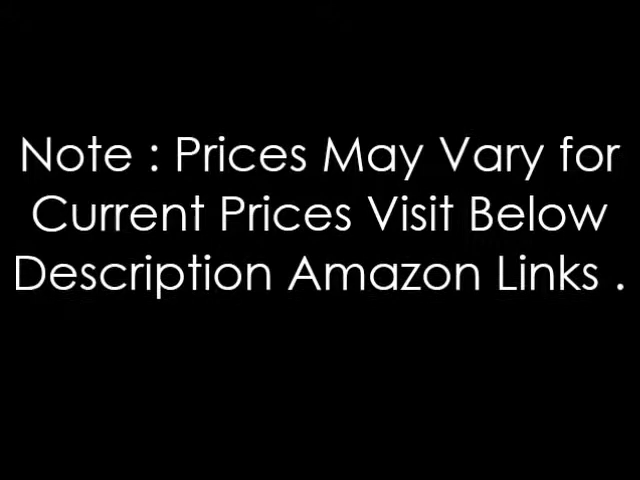 Note : Prices May Vary for
Current Prices Visit Below
Description Amazon Links .